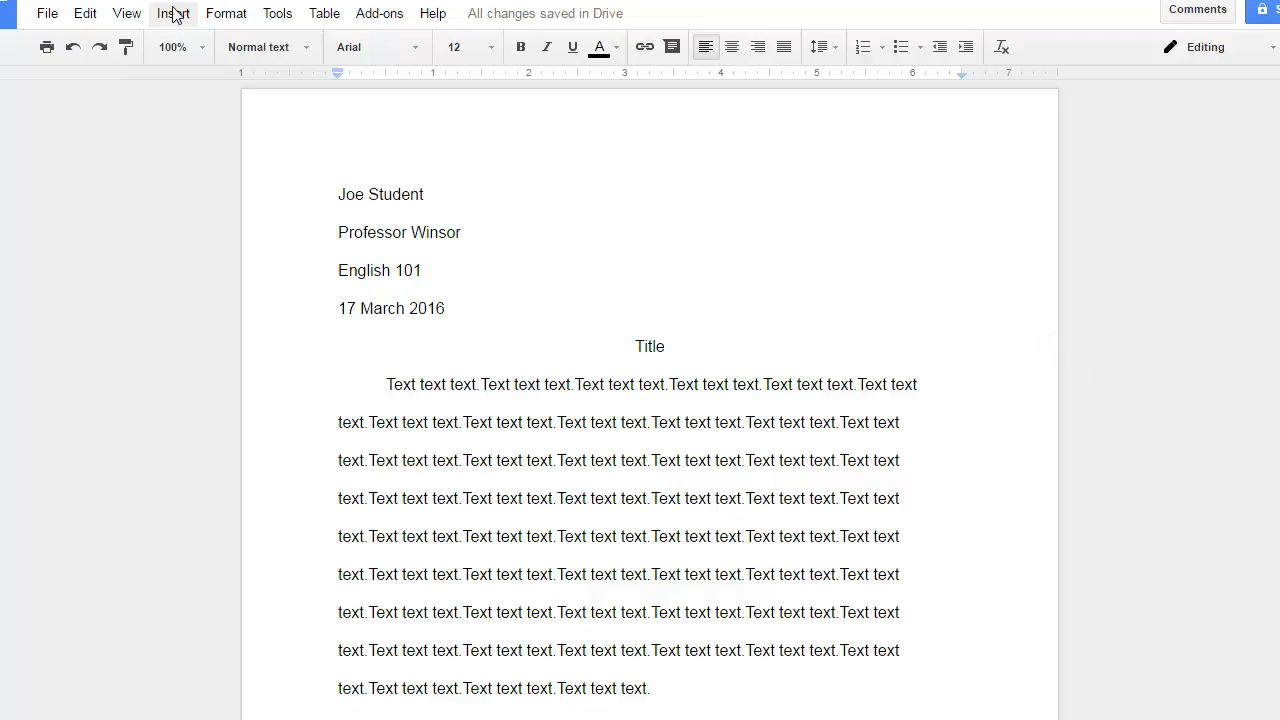 File Edit View Insert Format Tools Table Add-ons Help All changes saved in Drive Comments
100% Normal text Arial 12 Editing
1 1 2 3 4 5 6 7
Joe Student
Professor Winsor
English 101
17 March 2016
Title
Text text text.Text text text.Text text text.Text text text.Text text text.Text text
text.Text text text.Text text text.Text text text.Text text text.Text text text.Text text
text.Text text text.Text text text.Text text text.Text text text.Text text text.Text text
text.Text text text.Text text text.Text text text.Text text text.Text text text.Text text
text.Text text text.Text text text.Text text text.Text text text.Text text text.Text text
text.Text text text.Text text text.Text text text.Text text text.Text text text.Text text
text.Text text text.Text text text.Text text text.Text text text.Text text text.Text text
text.Text text text.Text text text.Text text text.Text text text.Text text text.Text text
text.Text text text.Text text text.Text text text.